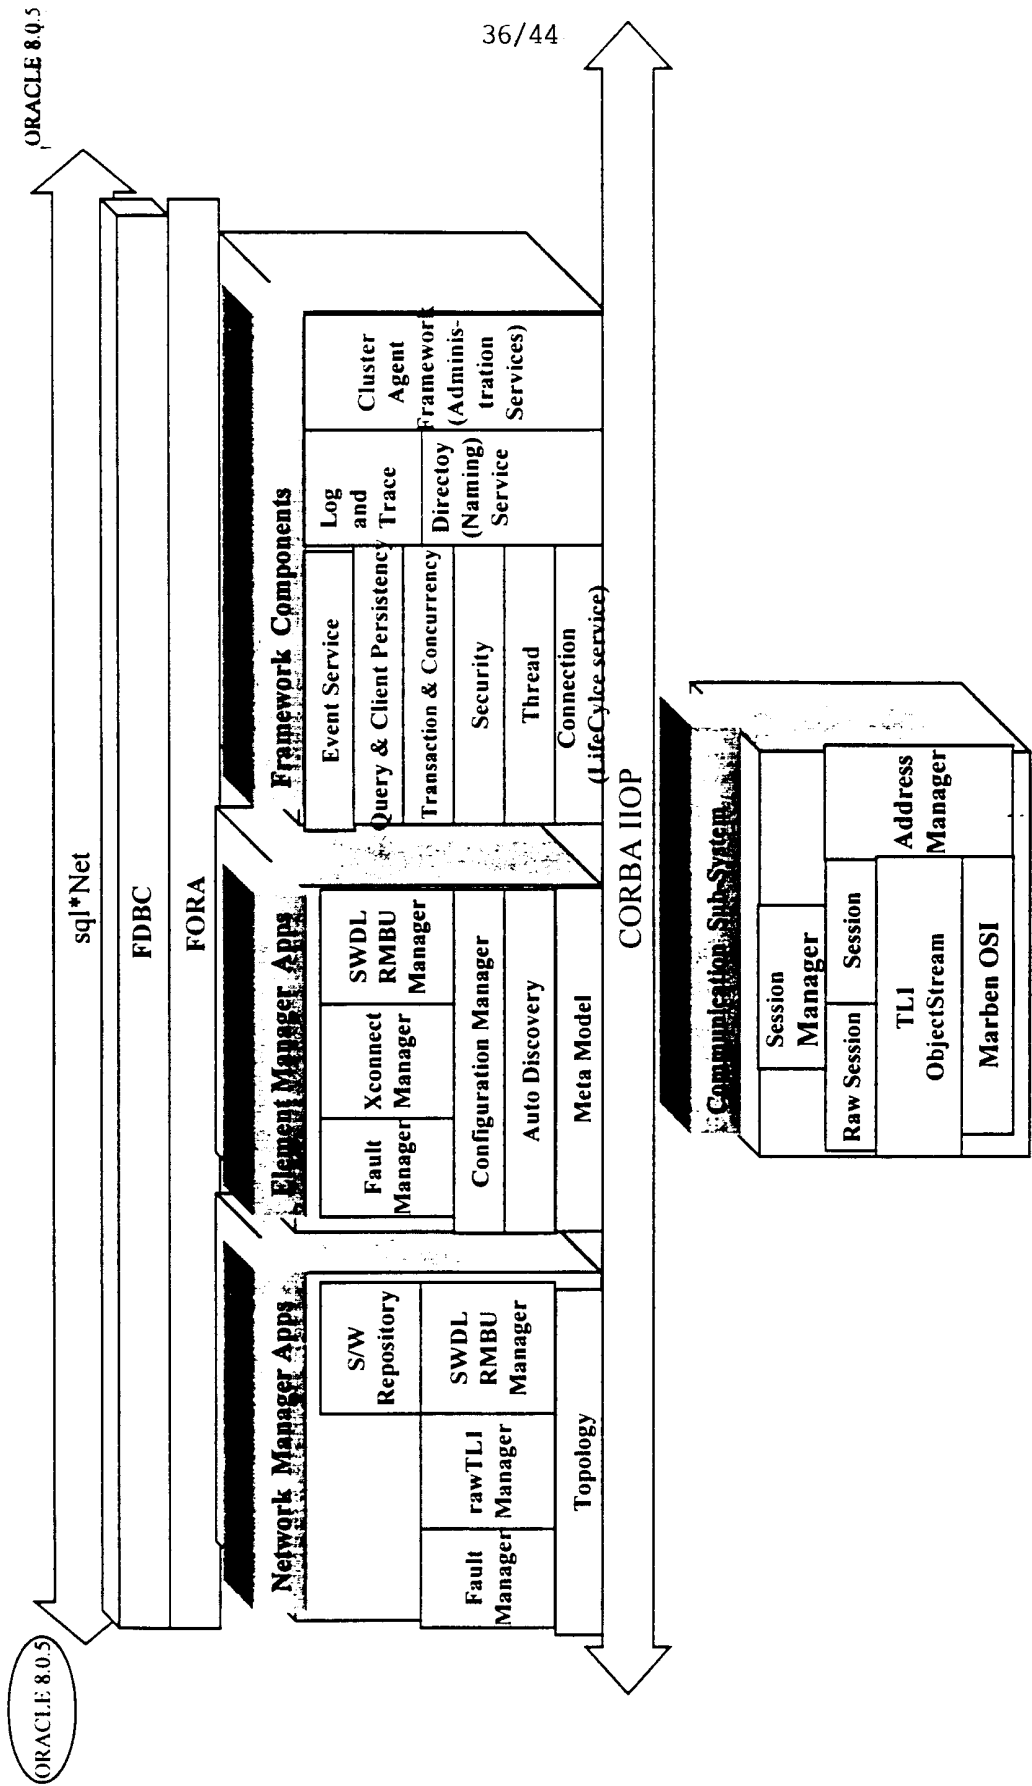 36/44
ORACLE 8.0.5
ORACLE 8.0.5
sql*Net
FDBC
FORA
Network Manager Apps
S/W
Repository
Fault
Manager
rawTL1
Manager
SWDL
RMBU
Manager
Topology
Element Manager Apps
Fault
Manager
Xconnect
Manager
SWDL
RMBU
Manager
Configuration Manager
Auto Discovery
Meta Model
Framework Components
Event Service
Query & Client Persistency
Transaction & Concurrency
Security
Thread
Connection
(LifeCylce service)
Log
and
Trace
Directoy
(Naming)
Service
Cluster
Agent
Framework
(Adminis-
tration
Services)
CORBA IIOP
Communication Sub-System
Session
Manager
Raw Session
Session
Address
Manager
TL1
ObjectStream
Marben OSI